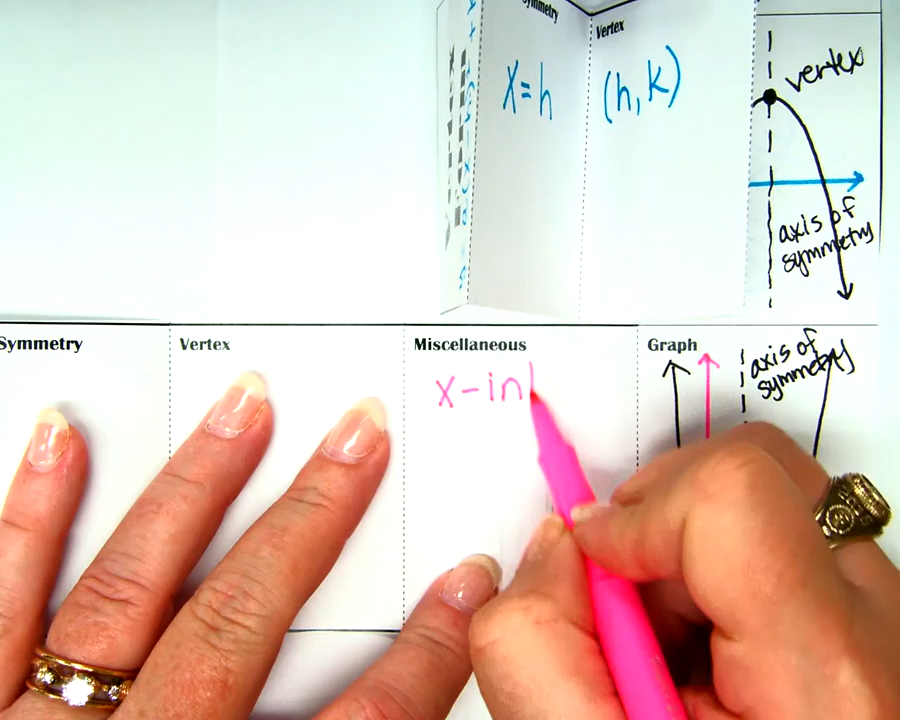 Symmetry
Vertex
X=h
(h, k)
vertex
axis of
symmetry
Symmetry
Vertex
Miscellaneous
Graph
x-in
axis of
symmetry